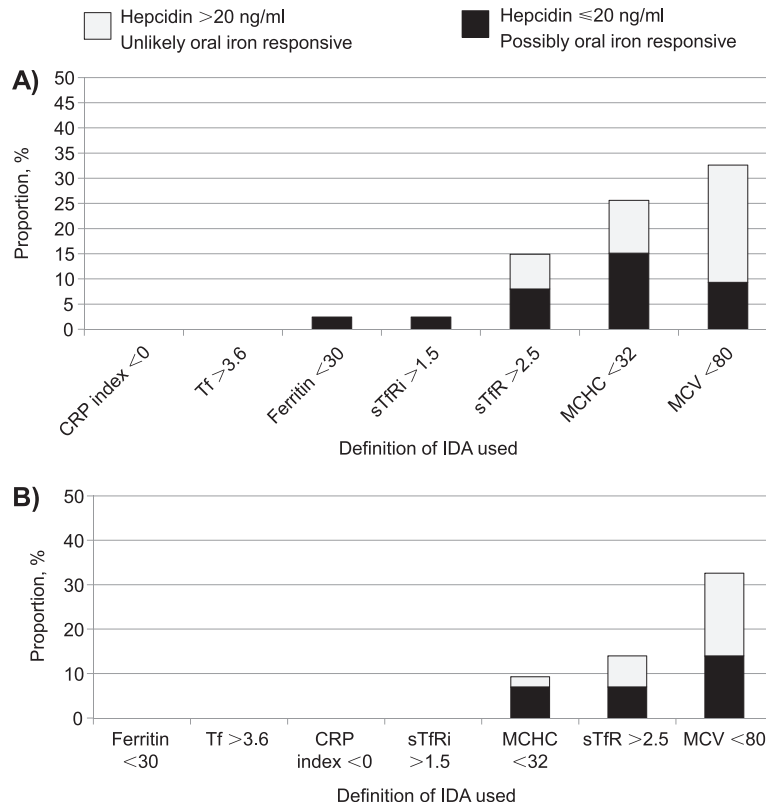 Hepcidin >20 ng/ml
Unlikely oral iron responsive
Hepcidin ≤20 ng/ml
Possibly oral iron responsive
A)
50
45
40
35
30
25
20
15
10
5
0
Proportion, %
CRP index <0
Tf >3.6
Ferritin <30
sTfRi >1.5
sTfR >2.5
MCHC <32
MCV <80
Definition of IDA used
B)
50
40
30
20
10
0
Proportion, %
Ferritin
<30
Tf >3.6
CRP
index <0
sTfRi
>1.5
MCHC
<32
sTfR >2.5
MCV <80
Definition of IDA used